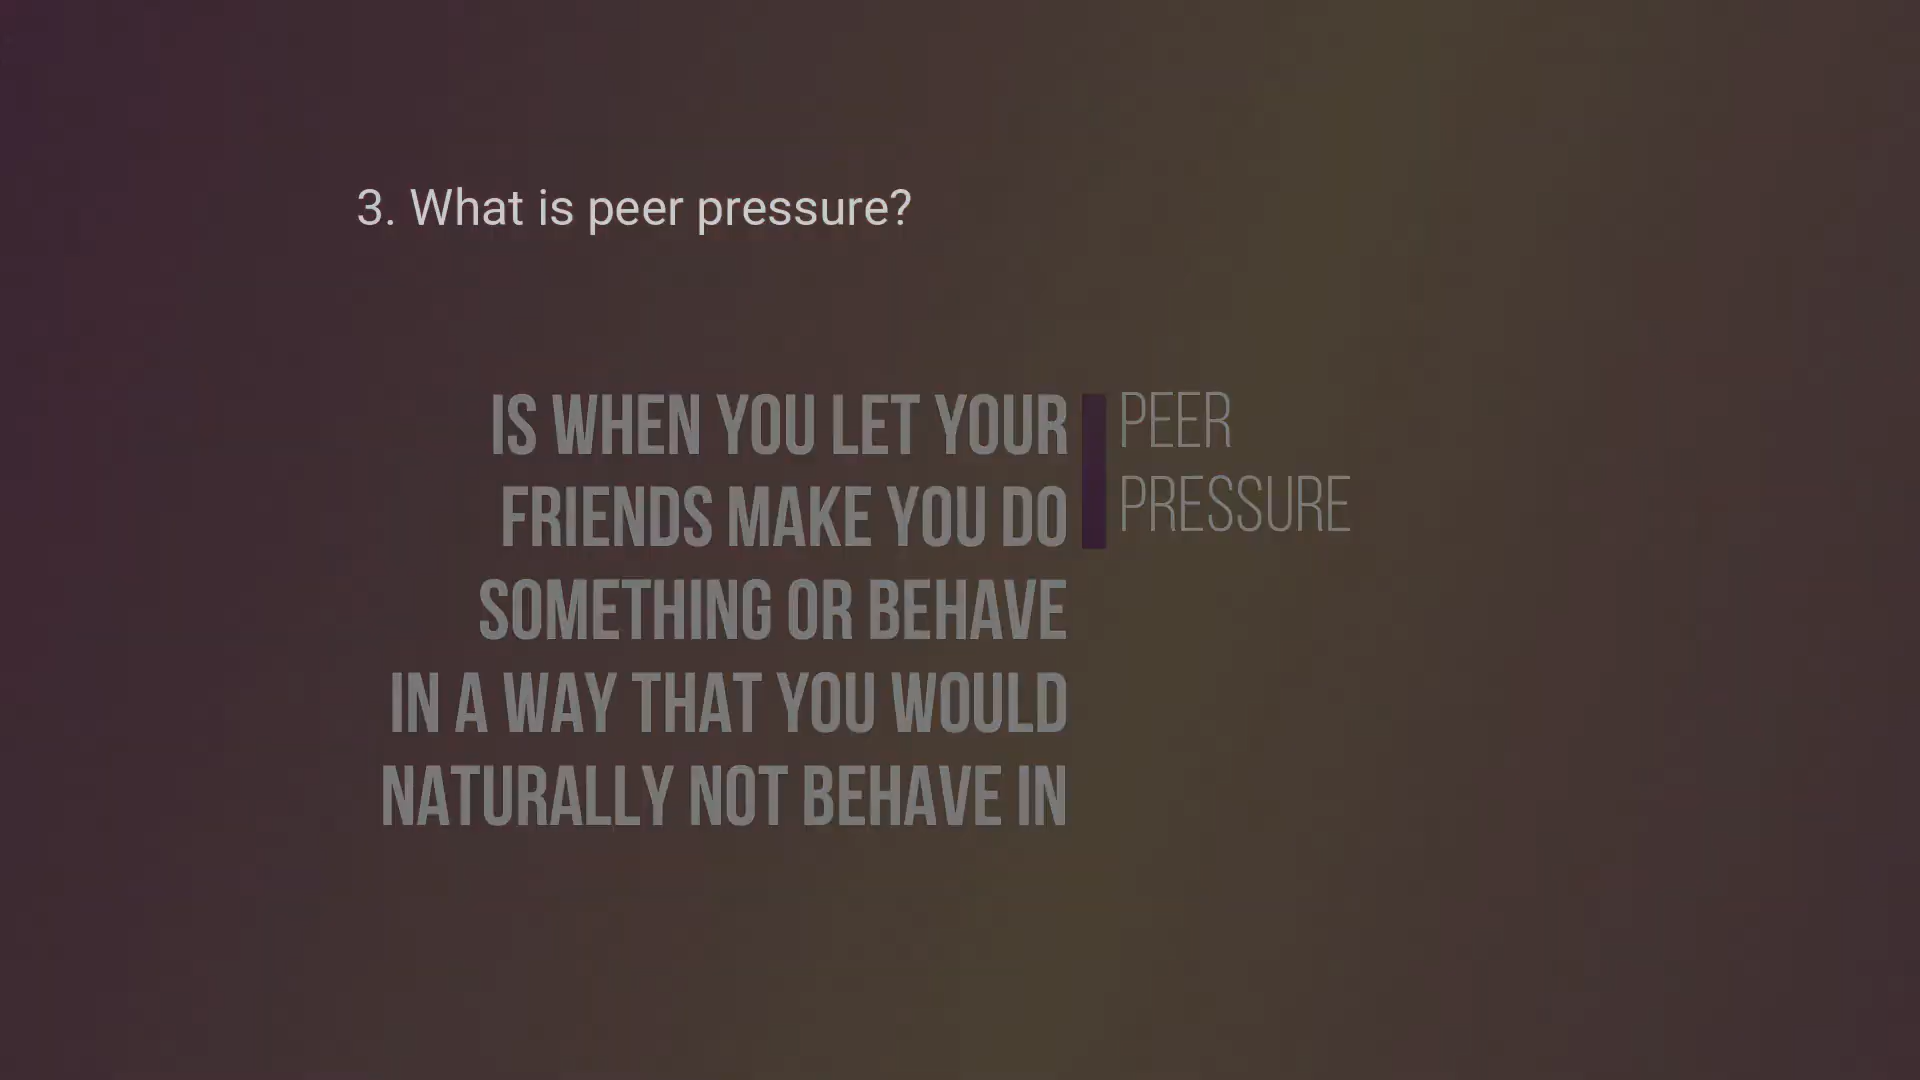 3. What is peer pressure?
IS WHEN YOU LET YOUR
FRIENDS MAKE YOU DO
SOMETHING OR BEHAVE
IN A WAY THAT YOU WOULD
NATURALLY NOT BEHAVE IN
PEER
PRESSURE